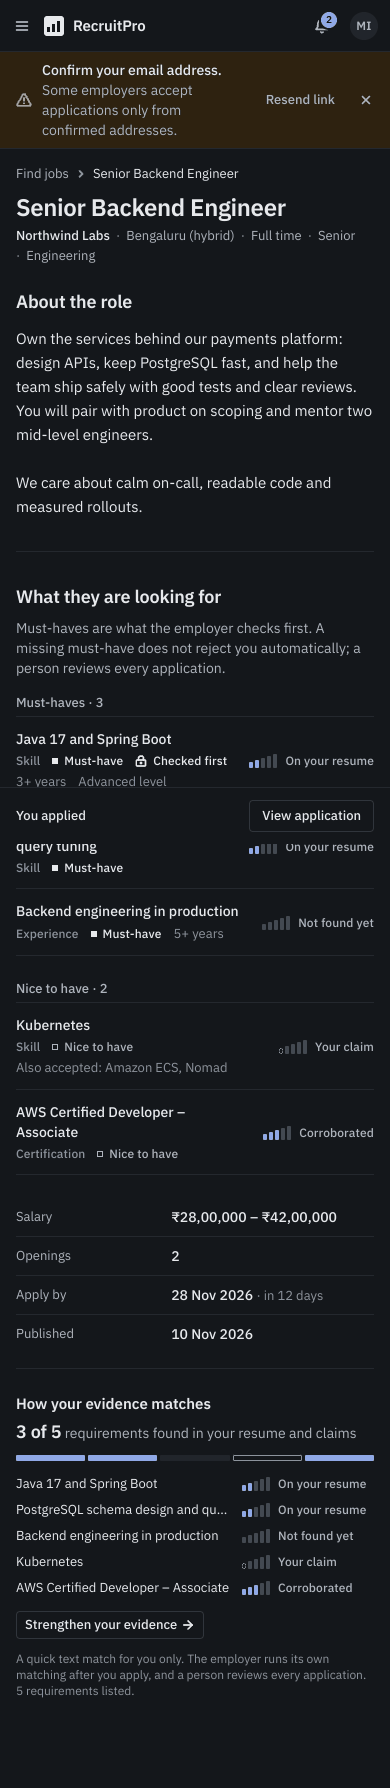 RecruitPro
2
MI
Confirm your email address.
Some employers accept
applications only from
confirmed addresses.
Resend link
Find jobs > Senior Backend Engineer
Senior Backend Engineer
Northwind Labs · Bengaluru (hybrid) · Full time · Senior
· Engineering
About the role
Own the services behind our payments platform:
design APIs, keep PostgreSQL fast, and help the
team ship safely with good tests and clear reviews.
You will pair with product on scoping and mentor two
mid-level engineers.
We care about calm on-call, readable code and
measured rollouts.
What they are looking for
Must-haves are what the employer checks first. A
missing must-have does not reject you automatically; a
person reviews every application.
Must-haves · 3
Java 17 and Spring Boot
Skill Must-have Checked first On your resume
3+ years Advanced level
You applied View application
query tuning On your resume
Skill Must-have
Backend engineering in production
Experience Must-have 5+ years Not found yet
Nice to have · 2
Kubernetes
Skill Nice to have Your claim
Also accepted: Amazon ECS, Nomad
AWS Certified Developer –
Associate Corroborated
Certification Nice to have
Salary ₹28,00,000 – ₹42,00,000
Openings 2
Apply by 28 Nov 2026 · in 12 days
Published 10 Nov 2026
How your evidence matches
3 of 5 requirements found in your resume and claims
Java 17 and Spring Boot On your resume
PostgreSQL schema design and qu... On your resume
Backend engineering in production Not found yet
Kubernetes Your claim
AWS Certified Developer – Associate Corroborated
Strengthen your evidence →
A quick text match for you only. The employer runs its own
matching after you apply, and a person reviews every application.
5 requirements listed.